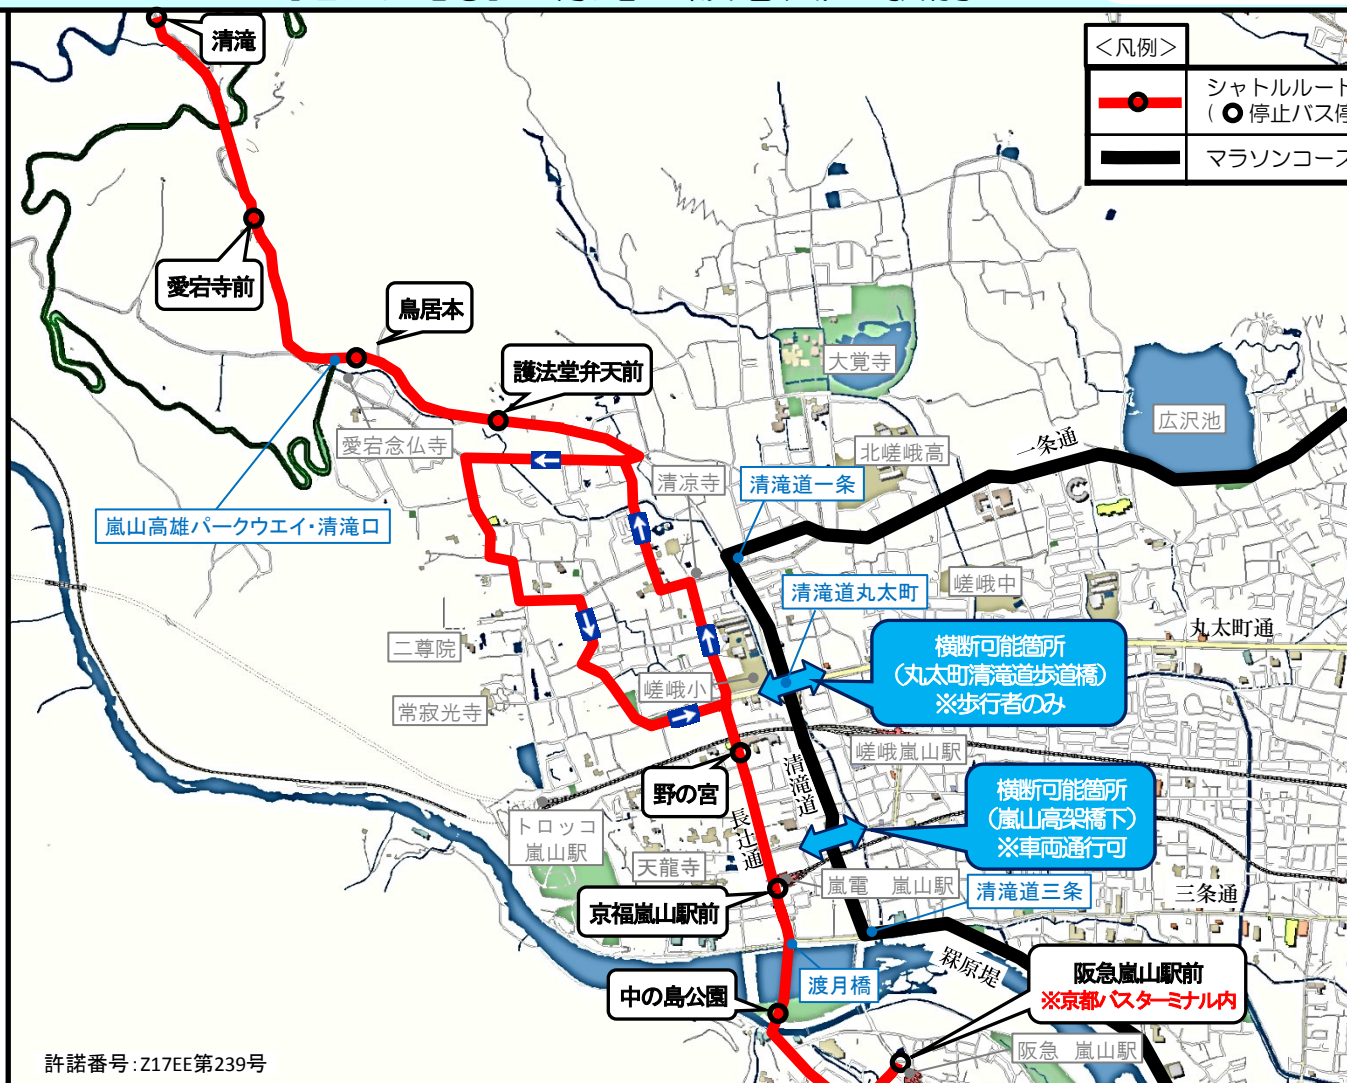 清滝
<凡例>
シャトルルート
(●停止バス停
マラソンコース
愛宕寺前
鳥居本
護法堂弁天前
大覚寺
広沢池
一条通
愛宕念仏寺
北嵯峨高
清凉寺
清滝道一条
嵐山高雄パークウエイ・清滝口
嵯峨中
清滝道丸太町
丸太町通
横断可能箇所
(丸太町清滝道歩道橋)
※歩行者のみ
二尊院
嵯峨小
常寂光寺
嵯峨嵐山駅
野の宮
清滝道
横断可能箇所
(嵐山高架橋下)
※車両通行可
長辻通
トロッコ
嵐山駅
天龍寺
嵐電 嵐山駅
清滝道三条
三条通
京福嵐山駅前
罧原堤
阪急嵐山駅前
※京都バスターミナル内
渡月橋
中の島公園
阪急 嵐山駅
許諾番号:Z17EE第239号